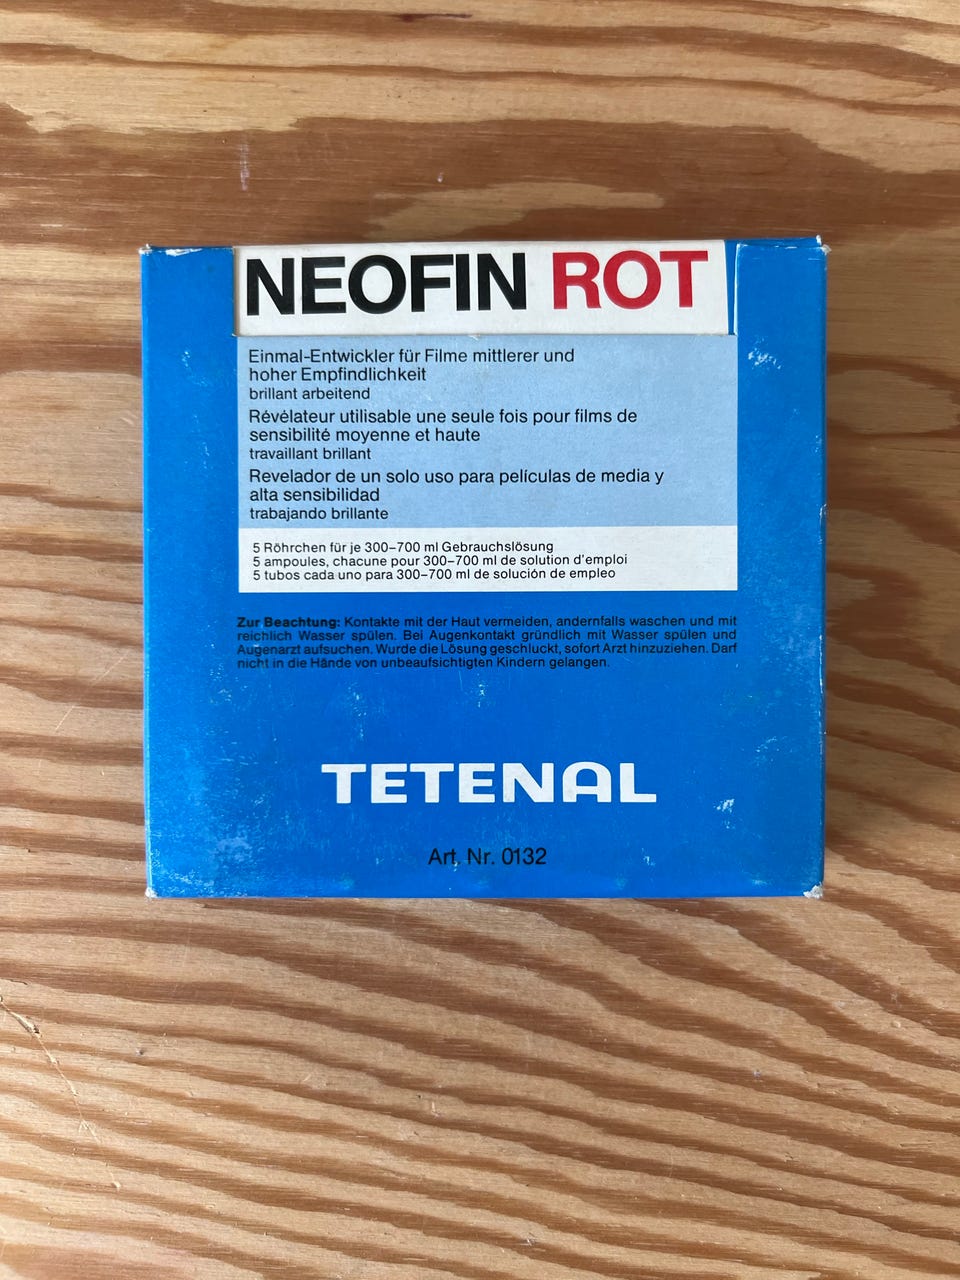 NEOFIN ROT
Einmal-Entwickler für Filme mittlerer und
hoher Empfindlichkeit
brillant arbeitend
Révélateur utilisable une seule fois pour films de
sensibilité moyenne et haute
travaillant brillant
Revelador de un solo uso para películas de media y
alta sensibilidad
trabajando brillante
5 Röhrchen für je 300–700 ml Gebrauchslösung
5 ampoules, chacune pour 300–700 ml de solution d'emploi
5 tubos cada uno para 300–700 ml de solución de empleo
Zur Beachtung: Kontakte mit der Haut vermeiden, andernfalls waschen und mit
reichlich Wasser spülen. Bei Augenkontakt gründlich mit Wasser spülen und
Augenarzt aufsuchen. Wurde die Lösung geschluckt, sofort Arzt hinzuziehen. Darf
nicht in die Hände von unbeaufsichtigten Kindern gelangen.
TETENAL
Art. Nr. 0132